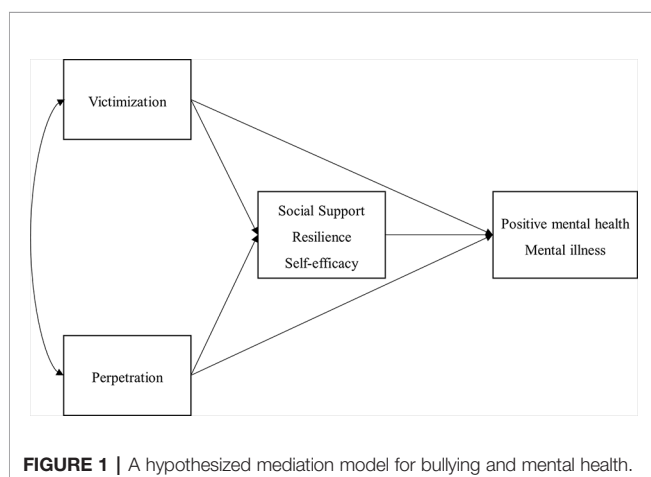 Victimization
Social Support
Resilience
Self-efficacy
Positive mental health
Mental illness
Perpetration
FIGURE 1 | A hypothesized mediation model for bullying and mental health.